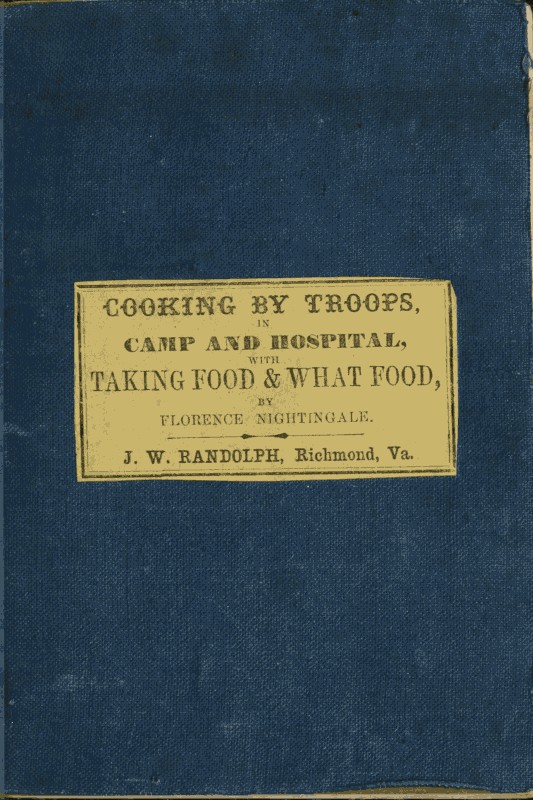 COOKING BY TROOPS,
IN
CAMP AND HOSPITAL,
WITH
TAKING FOOD & WHAT FOOD,
BY
FLORENCE NIGHTINGALE.
J. W. RANDOLPH, Richmond, Va.